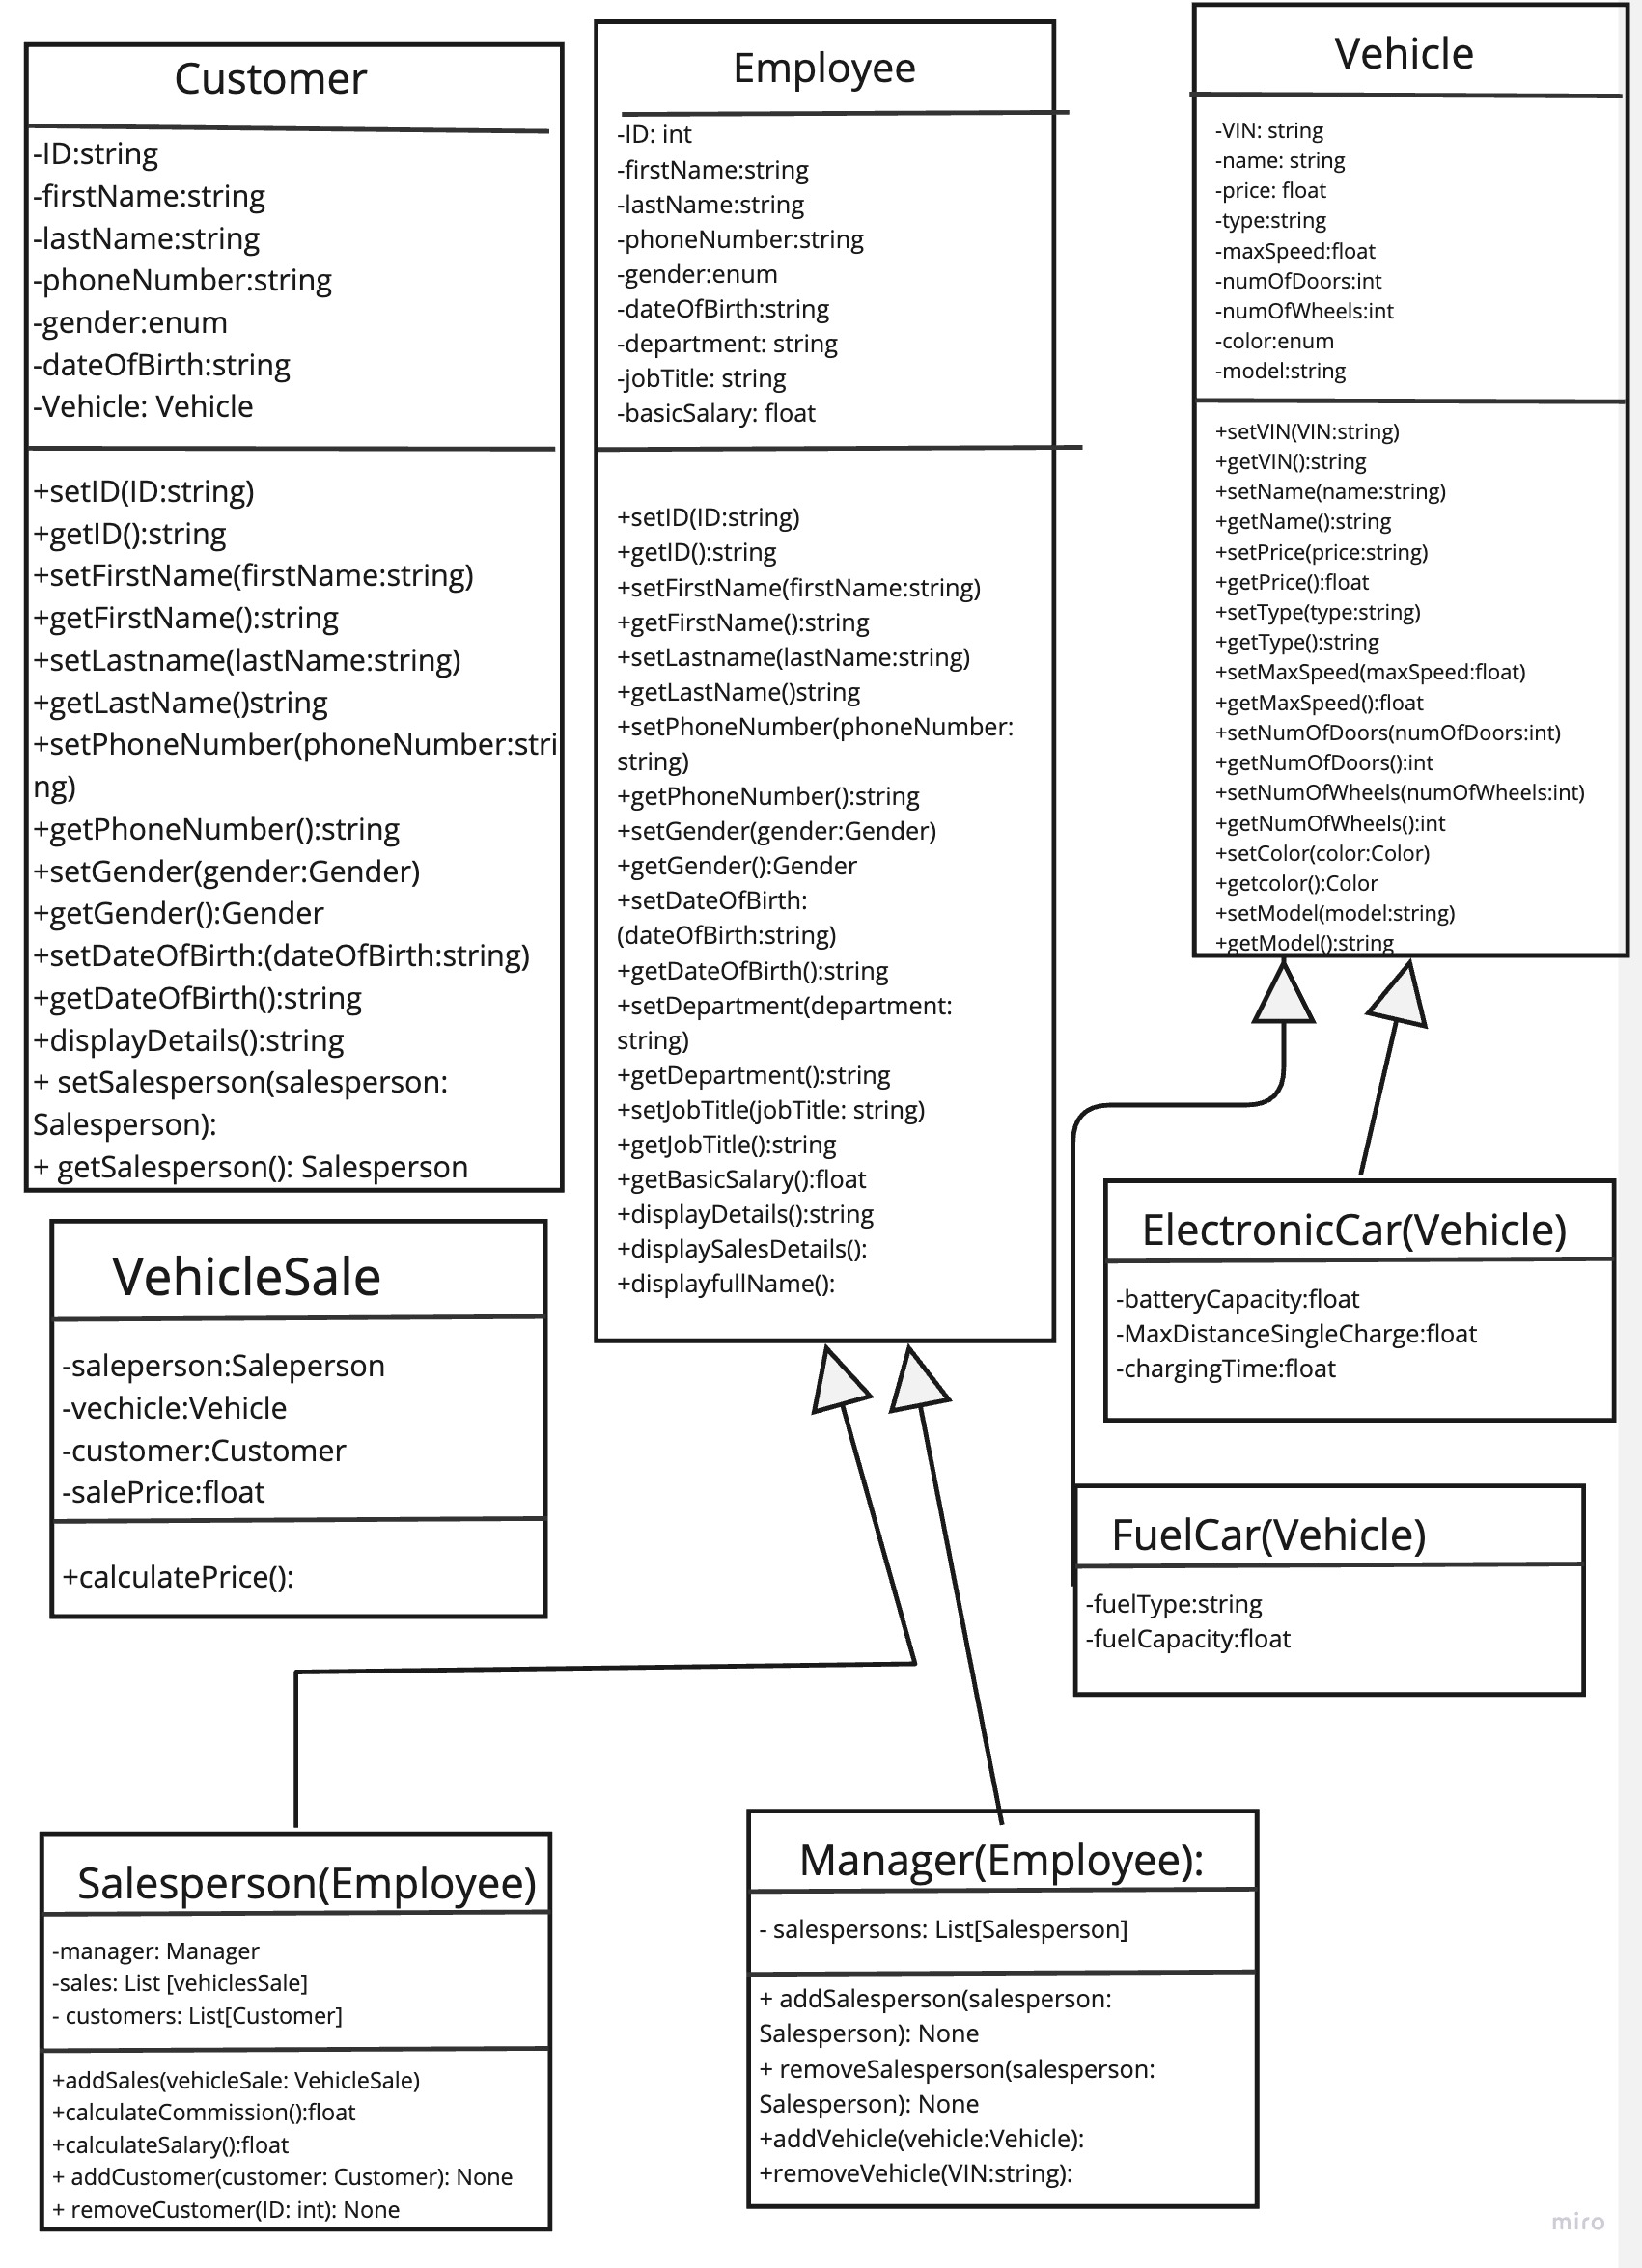 Customer
-ID:string
-firstName:string
-lastName:string
-phoneNumber:string
-gender:enum
-dateOfBirth:string
-Vehicle: Vehicle
+setID(ID:string)
+getID():string
+setFirstName(firstName:string)
+getFirstName():string
+setLastname(lastName:string)
+getLastName()string
+setPhoneNumber(phoneNumber:stri
ng)
+getPhoneNumber():string
+setGender(gender:Gender)
+getGender():Gender
+setDateOfBirth:(dateOfBirth:string)
+getDateOfBirth():string
+displayDetails():string
+ setSalesperson(salesperson:
Salesperson):
+ getSalesperson(): Salesperson
Employee
-ID: int
-firstName:string
-lastName:string
-phoneNumber:string
-gender:enum
-dateOfBirth:string
-department: string
-jobTitle: string
-basicSalary: float
+setID(ID:string)
+getID():string
+setFirstName(firstName:string)
+getFirstName():string
+setLastname(lastName:string)
+getLastName()string
+setPhoneNumber(phoneNumber:
string)
+getPhoneNumber():string
+setGender(gender:Gender)
+getGender():Gender
+setDateOfBirth:
(dateOfBirth:string)
+getDateOfBirth():string
+setDepartment(department:
string)
+getDepartment():string
+setJobTitle(jobTitle: string)
+getJobTitle():string
+getBasicSalary():float
+displayDetails():string
+displaySalesDetails():
+displayfullName():
Vehicle
-VIN: string
-name: string
-price: float
-type:string
-maxSpeed:float
-numOfDoors:int
-numOfWheels:int
-color:enum
-model:string
+setVIN(VIN:string)
+getVIN():string
+setName(name:string)
+getName():string
+setPrice(price:string)
+getPrice():float
+setType(type:string)
+getType():string
+setMaxSpeed(maxSpeed:float)
+getMaxSpeed():float
+setNumOfDoors(numOfDoors:int)
+getNumOfDoors():int
+setNumOfWheels(numOfWheels:int)
+getNumOfWheels():int
+setColor(color:Color)
+getcolor():Color
+setModel(model:string)
+getModel():string
VehicleSale
-saleperson:Saleperson
-vechicle:Vehicle
-customer:Customer
-salePrice:float
+calculatePrice():
ElectronicCar(Vehicle)
-batteryCapacity:float
-MaxDistanceSingleCharge:float
-chargingTime:float
FuelCar(Vehicle)
-fuelType:string
-fuelCapacity:float
Salesperson(Employee)
-manager: Manager
-sales: List [vehiclesSale]
- customers: List[Customer]
+addSales(vehicleSale: VehicleSale)
+calculateCommission():float
+calculateSalary():float
+ addCustomer(customer: Customer): None
+ removeCustomer(ID: int): None
Manager(Employee):
- salespersons: List[Salesperson]
+ addSalesperson(salesperson:
Salesperson): None
+ removeSalesperson(salesperson:
Salesperson): None
+addVehicle(vehicle:Vehicle):
+removeVehicle(VIN:string):
miro